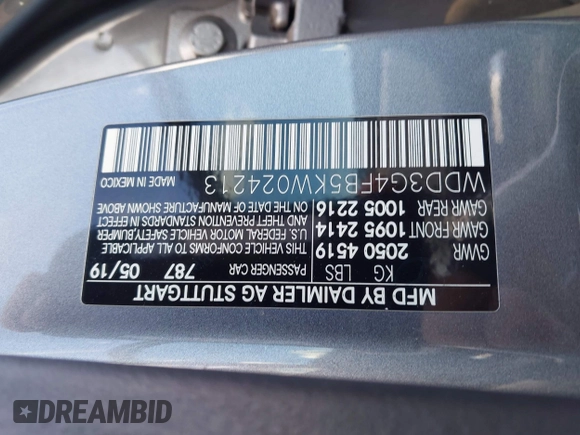 MFD BY DAIMLER AG STUTTGART
PASSENGER CAR 787 05/19
THIS VEHICLE CONFORMS TO ALL APPLICABLE
U.S. FEDERAL MOTOR VEHICLE SAFETY, BUMPER,
AND THEFT PREVENTION STANDARDS IN EFFECT
ON THE DATE OF MANUFACTURE SHOWN ABOVE
KG LBS
GVWR 2050 4519
GAWR FRONT 1095 2414
GAWR REAR 1005 2216
WDD3G4FB5KW024213
MADE IN MEXICO
DREAMBID